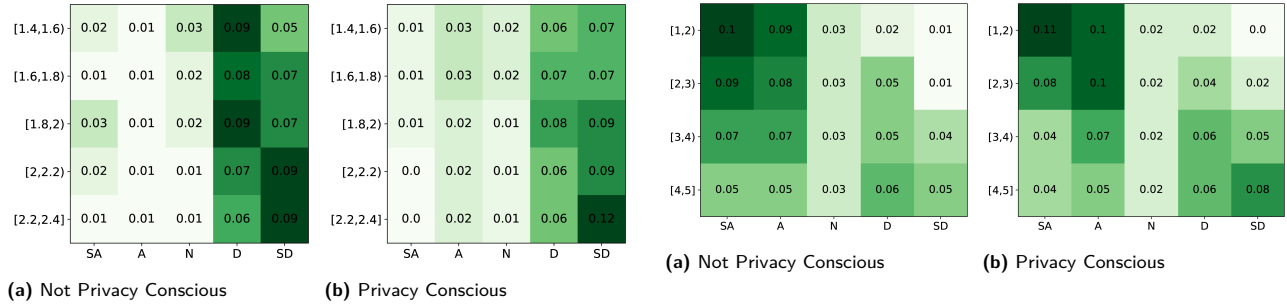 [1.4,1.6) 0.02 0.01 0.03 0.09 0.05
[1.6,1.8) 0.01 0.01 0.02 0.08 0.07
[1.8,2) 0.03 0.01 0.02 0.09 0.07
[2,2.2) 0.02 0.01 0.01 0.07 0.09
[2.2,2.4] 0.01 0.01 0.01 0.06 0.09
SA A N D SD
(a) Not Privacy Conscious
[1.4,1.6) 0.01 0.02 0.01 0.06 0.07
[1.6,1.8) 0.01 0.03 0.02 0.07 0.07
[1.8,2) 0.01 0.02 0.01 0.08 0.09
[2,2.2) 0.0 0.02 0.01 0.06 0.09
[2.2,2.4] 0.0 0.02 0.01 0.06 0.12
SA A N D SD
(b) Privacy Conscious
[1,2) 0.1 0.09 0.03 0.02 0.01
[2,3) 0.09 0.08 0.03 0.05 0.01
[3,4) 0.07 0.07 0.03 0.05 0.04
[4,5] 0.05 0.05 0.03 0.06 0.05
SA A N D SD
(a) Not Privacy Conscious
[1,2) 0.11 0.1 0.02 0.02 0.0
[2,3) 0.08 0.1 0.02 0.04 0.02
[3,4) 0.04 0.07 0.02 0.06 0.05
[4,5] 0.04 0.05 0.02 0.06 0.08
SA A N D SD
(b) Privacy Conscious